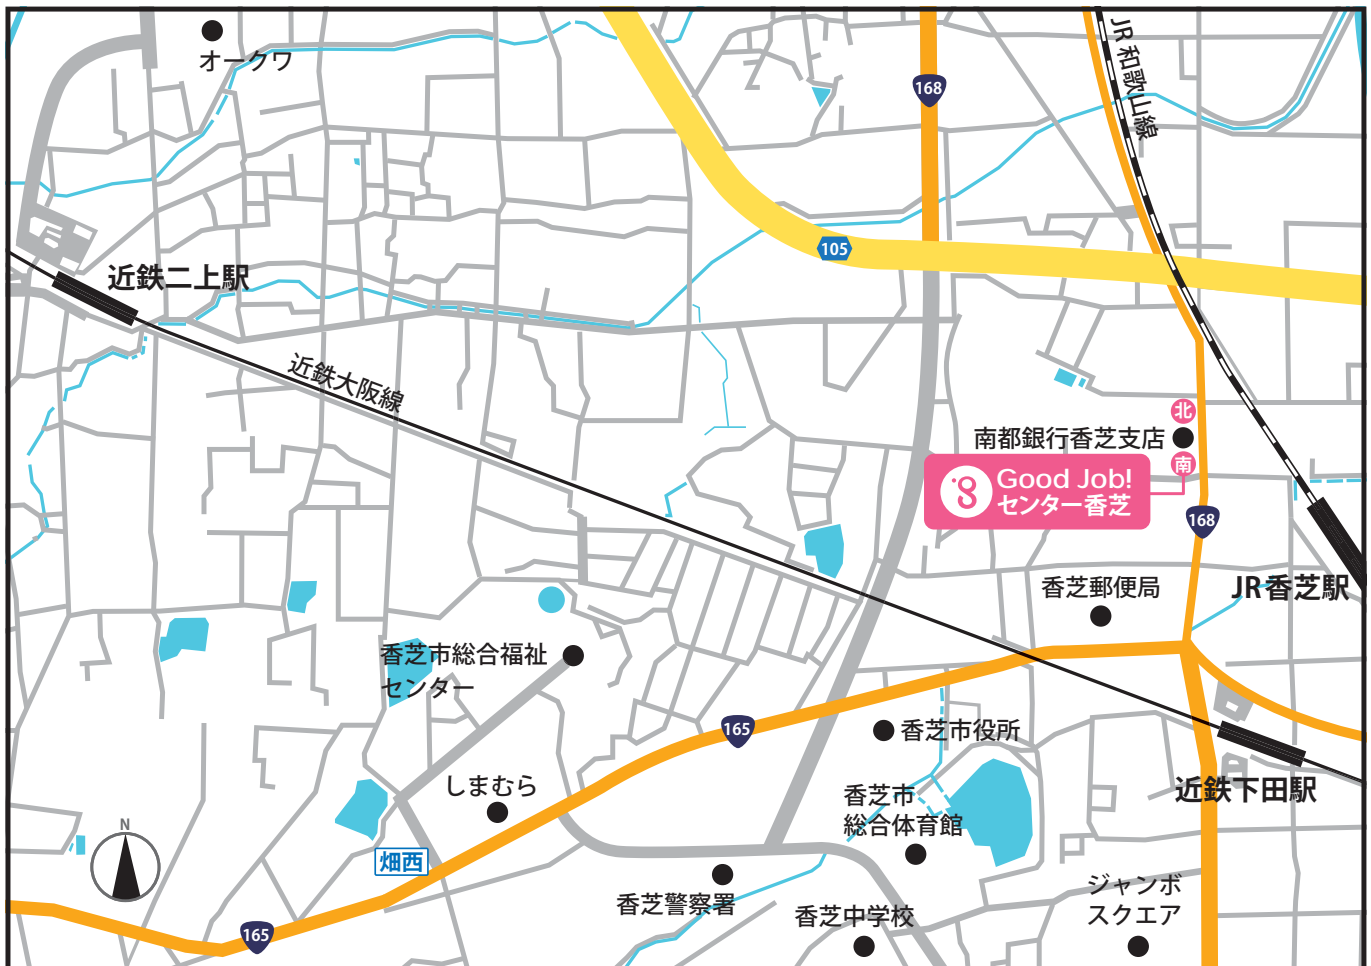 オークワ
168
JR和歌山線
105
近鉄二上駅
近鉄大阪線
北
南都銀行香芝支店
南
Good Job!
センター香芝
168
香芝郵便局
JR香芝駅
香芝市総合福祉
センター
165
香芝市役所
近鉄下田駅
しまむら
香芝市
総合体育館
N
畑西
香芝警察署
ジャンボ
スクエア
香芝中学校
165